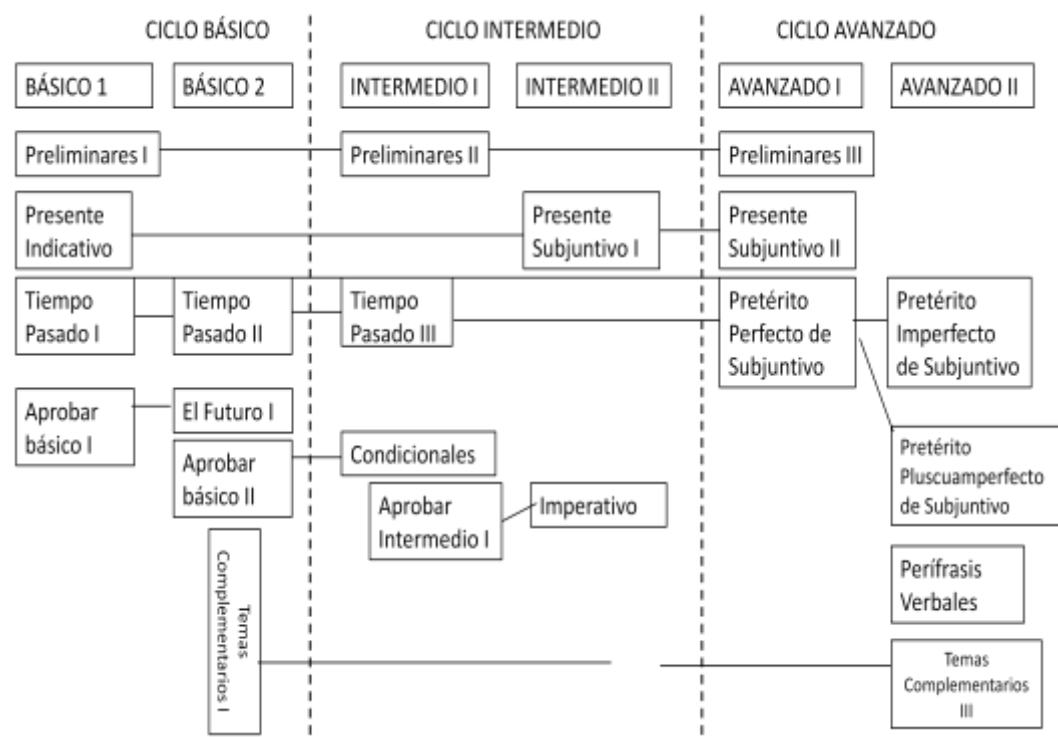 CICLO BÁSICO
CICLO INTERMEDIO
CICLO AVANZADO
BÁSICO 1
BÁSICO 2
INTERMEDIO I
INTERMEDIO II
AVANZADO I
AVANZADO II
Preliminares I
Preliminares II
Preliminares III
Presente
Indicativo
Presente
Subjuntivo I
Presente
Subjuntivo II
Tiempo
Pasado I
Tiempo
Pasado II
Tiempo
Pasado III
Pretérito
Perfecto de
Subjuntivo
Pretérito
Imperfecto
de Subjuntivo
Aprobar
básico I
El Futuro I
Aprobar
básico II
Condicionales
Aprobar
Intermedio I
Imperativo
Pretérito
Pluscuamperfecto
de Subjuntivo
Temas
Complementarios I
Perífrasis
Verbales
Temas
Complementarios
III